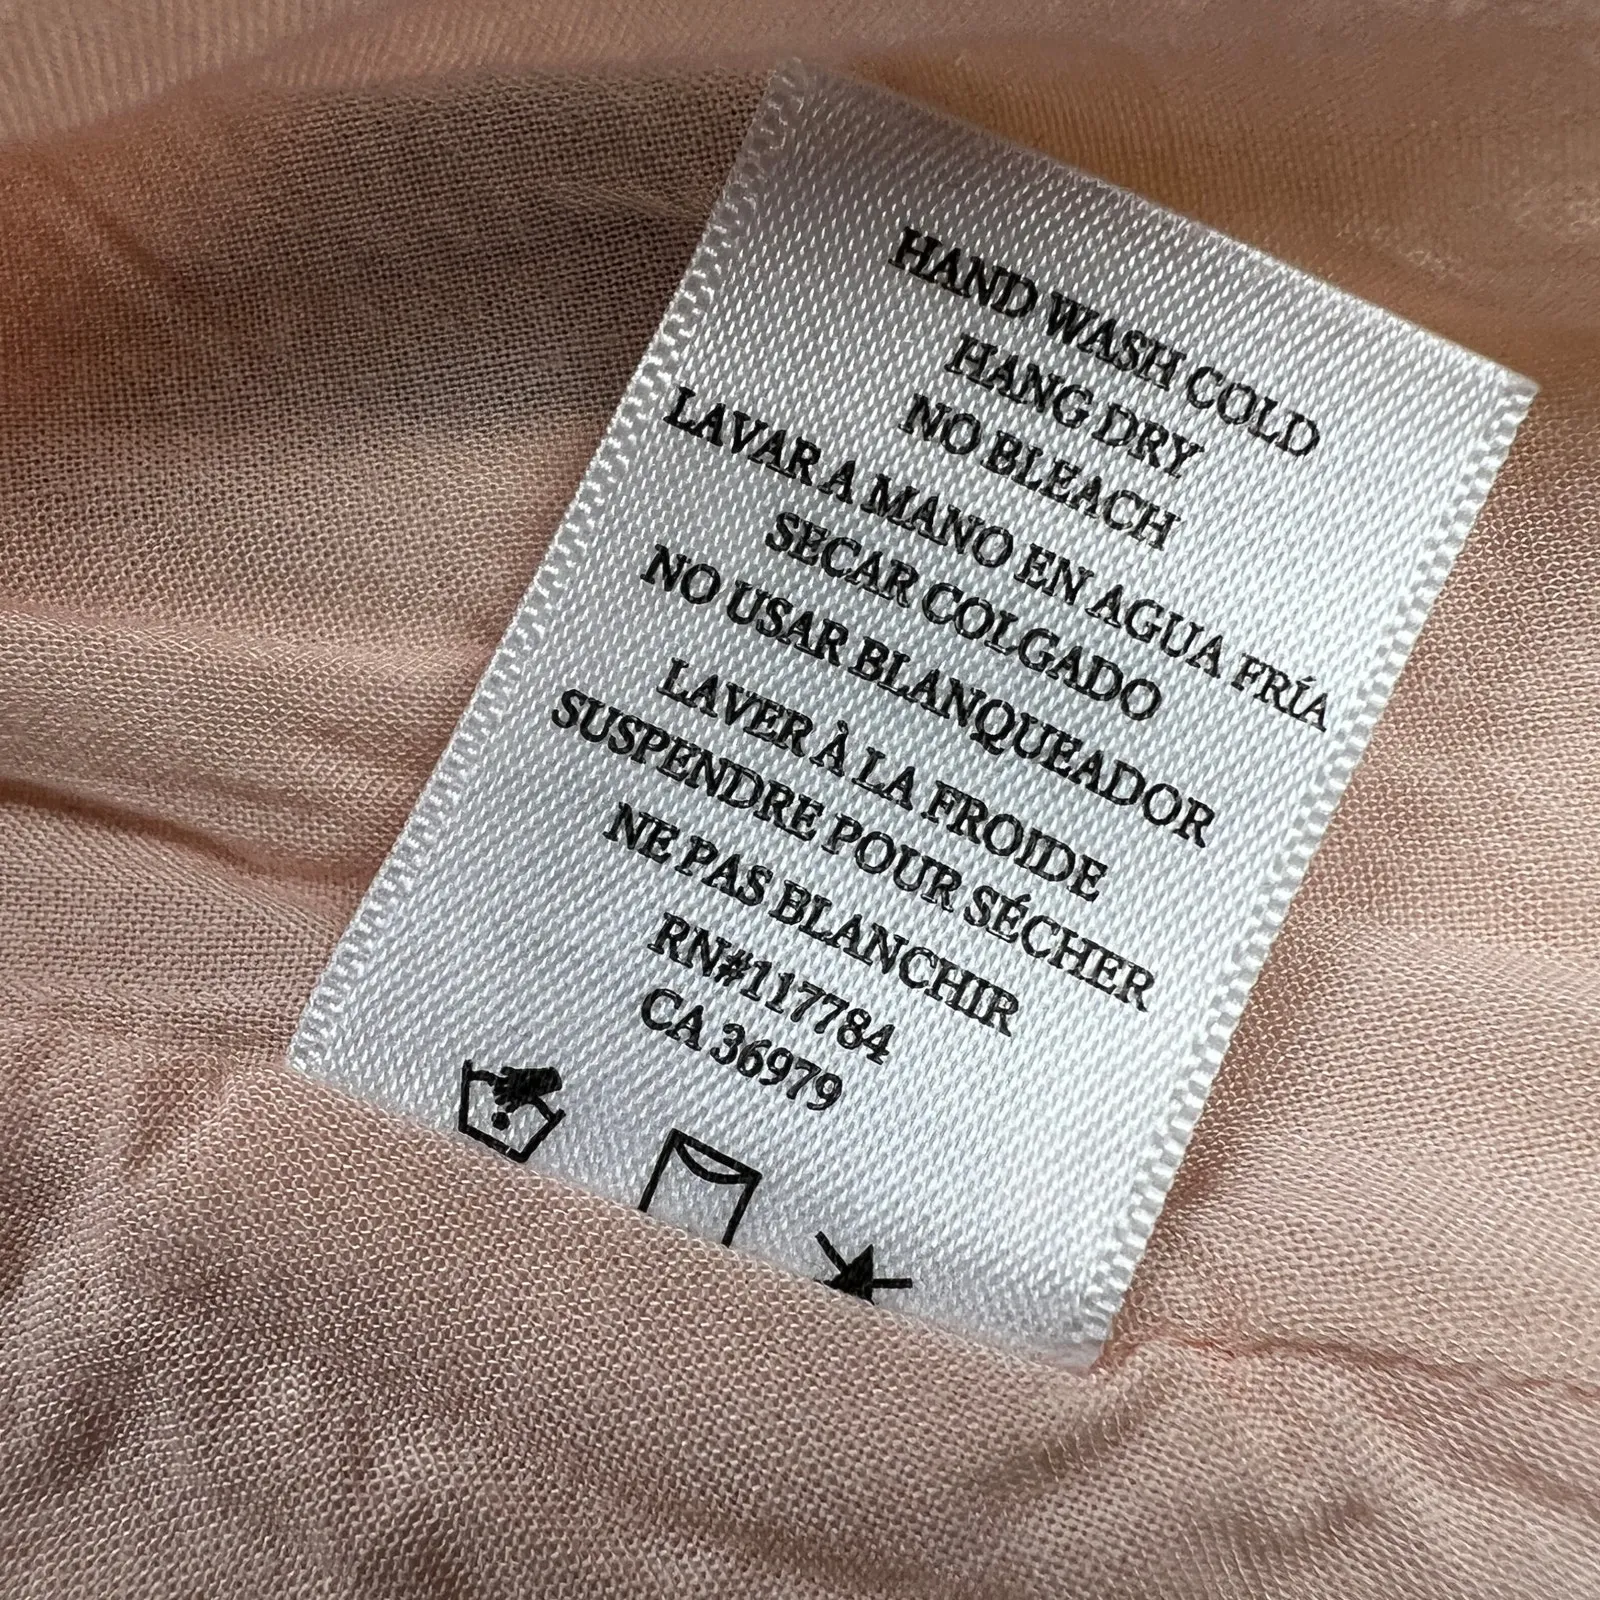 HAND WASH COLD
HANG DRY
NO BLEACH
LAVAR A MANO EN AGUA FRÍA
SECAR COLGADO
NO USAR BLANQUEADOR
LAVER À LA FROIDE
SUSPENDRE POUR SÉCHER
NE PAS BLANCHIR
RN#117784
CA 36979